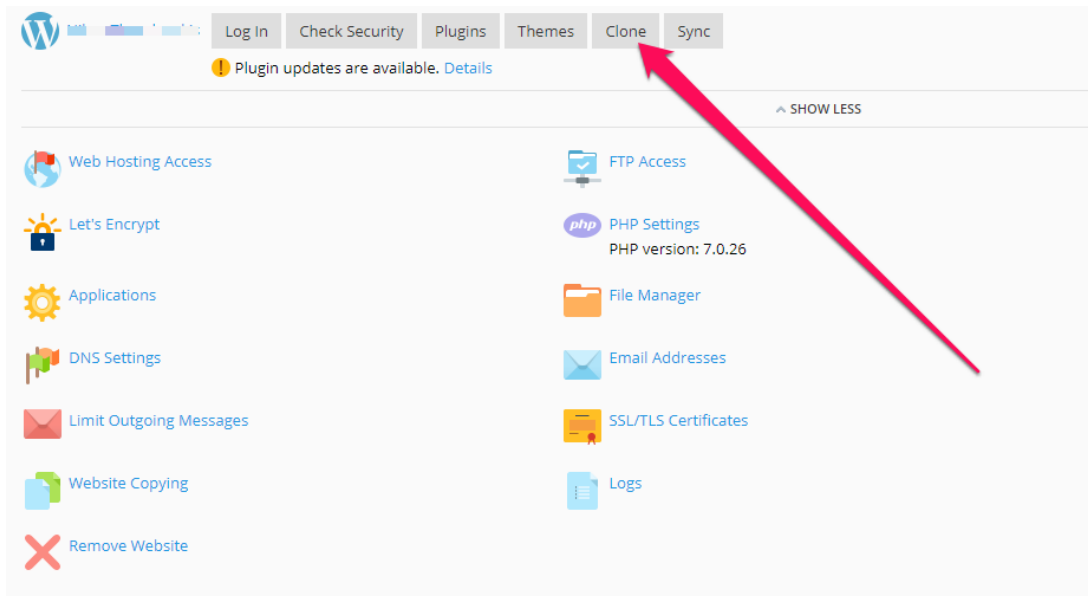 Log In Check Security Plugins Themes Clone Sync
Plugin updates are available. Details
SHOW LESS
Web Hosting Access
FTP Access
Let's Encrypt
php PHP Settings
PHP version: 7.0.26
Applications
File Manager
DNS Settings
Email Addresses
Limit Outgoing Messages
SSL/TLS Certificates
Website Copying
Logs
Remove Website